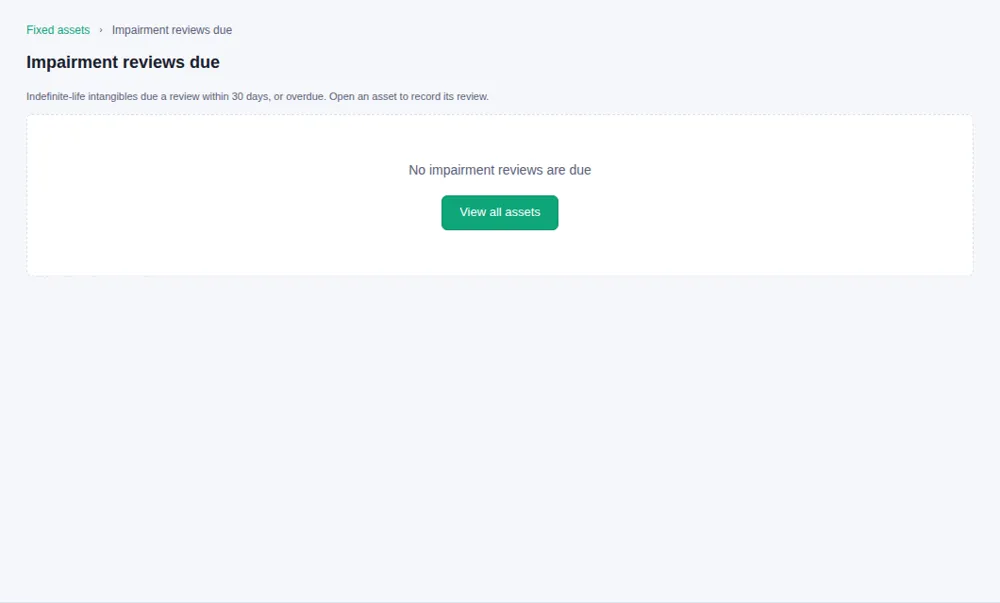 Fixed assets › Impairment reviews due
Impairment reviews due
Indefinite-life intangibles due a review within 30 days, or overdue. Open an asset to record its review.
No impairment reviews are due
View all assets